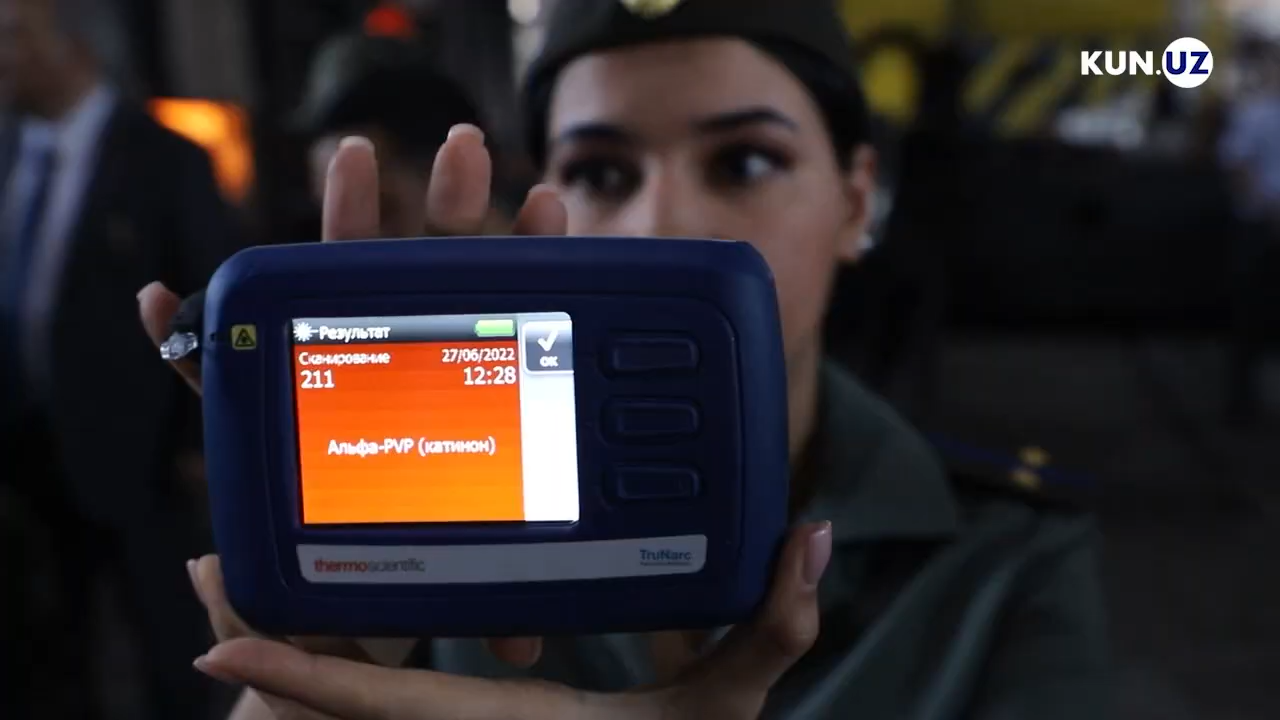 KUN.UZ
Результат
Сканирование 27/06/2022
211 12:28
OK
Альфа-PVP (катинон)
thermoscientific
TruNarc